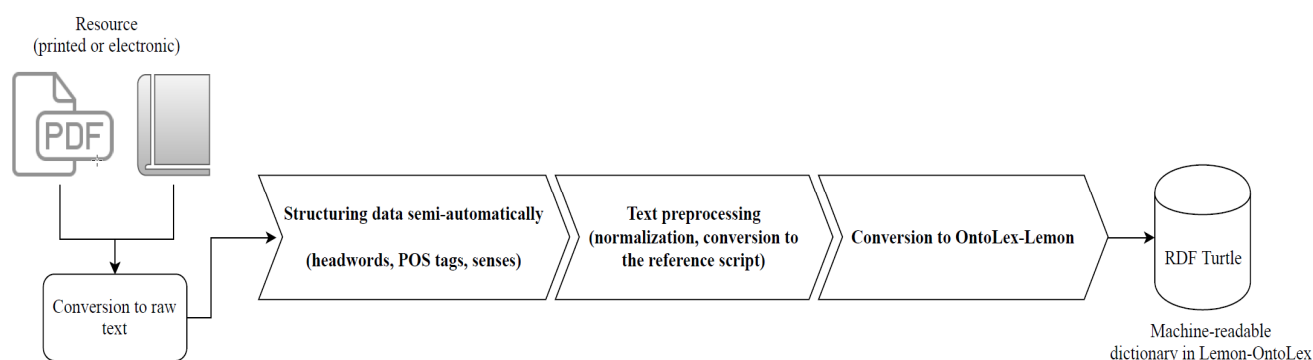 Resource
(printed or electronic)
PDF
Conversion to raw
text
Structuring data semi-automatically
(headwords, POS tags, senses)
Text preprocessing
(normalization, conversion to
the reference script)
Conversion to OntoLex-Lemon
RDF Turtle
Machine-readable
dictionary in Lemon-OntoLex